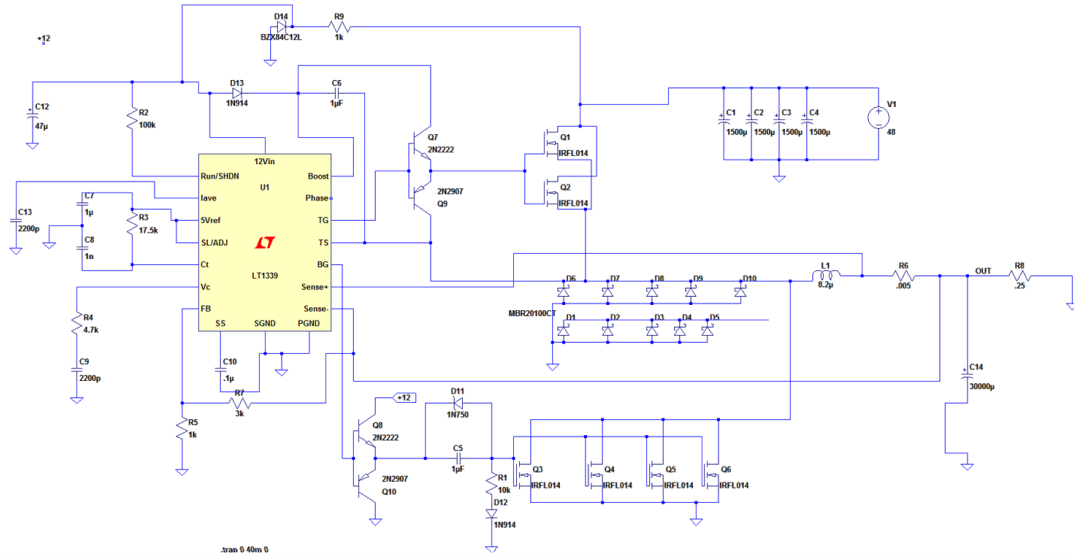 D14
BZX84C12L
R9
1k
+12
C12
47µ
R2
100k
D13
1N914
C6
1µF
Q7
2N2222
2N2907
Q9
Q1
IRFL014
Q2
IRFL014
C1
1500µ
C2
1500µ
C3
1500µ
C4
1500µ
V1
48
12Vin
U1
LT1339
Run/SHDN
Iave
5Vref
SL/ADJ
Ct
Vc
FB
SS
SGND
PGND
Boost
Phase
TG
TS
BG
Sense+
Sense-
C13
2200p
C7
1µ
C8
1n
R3
17.5k
R4
4.7k
C9
2200p
C10
.1µ
R7
3k
R5
1k
D6
D7
D8
D9
D10
MBR20100CT
D1
D2
D3
D4
D5
L1
8.2µ
R6
.005
OUT
R8
.25
C14
30000µ
D11
1N750
+12
Q8
2N2222
2N2907
Q10
C5
1µF
R1
10k
D12
1N914
Q3
IRFL014
Q4
IRFL014
Q5
IRFL014
Q6
IRFL014
.tran 0 40m 0